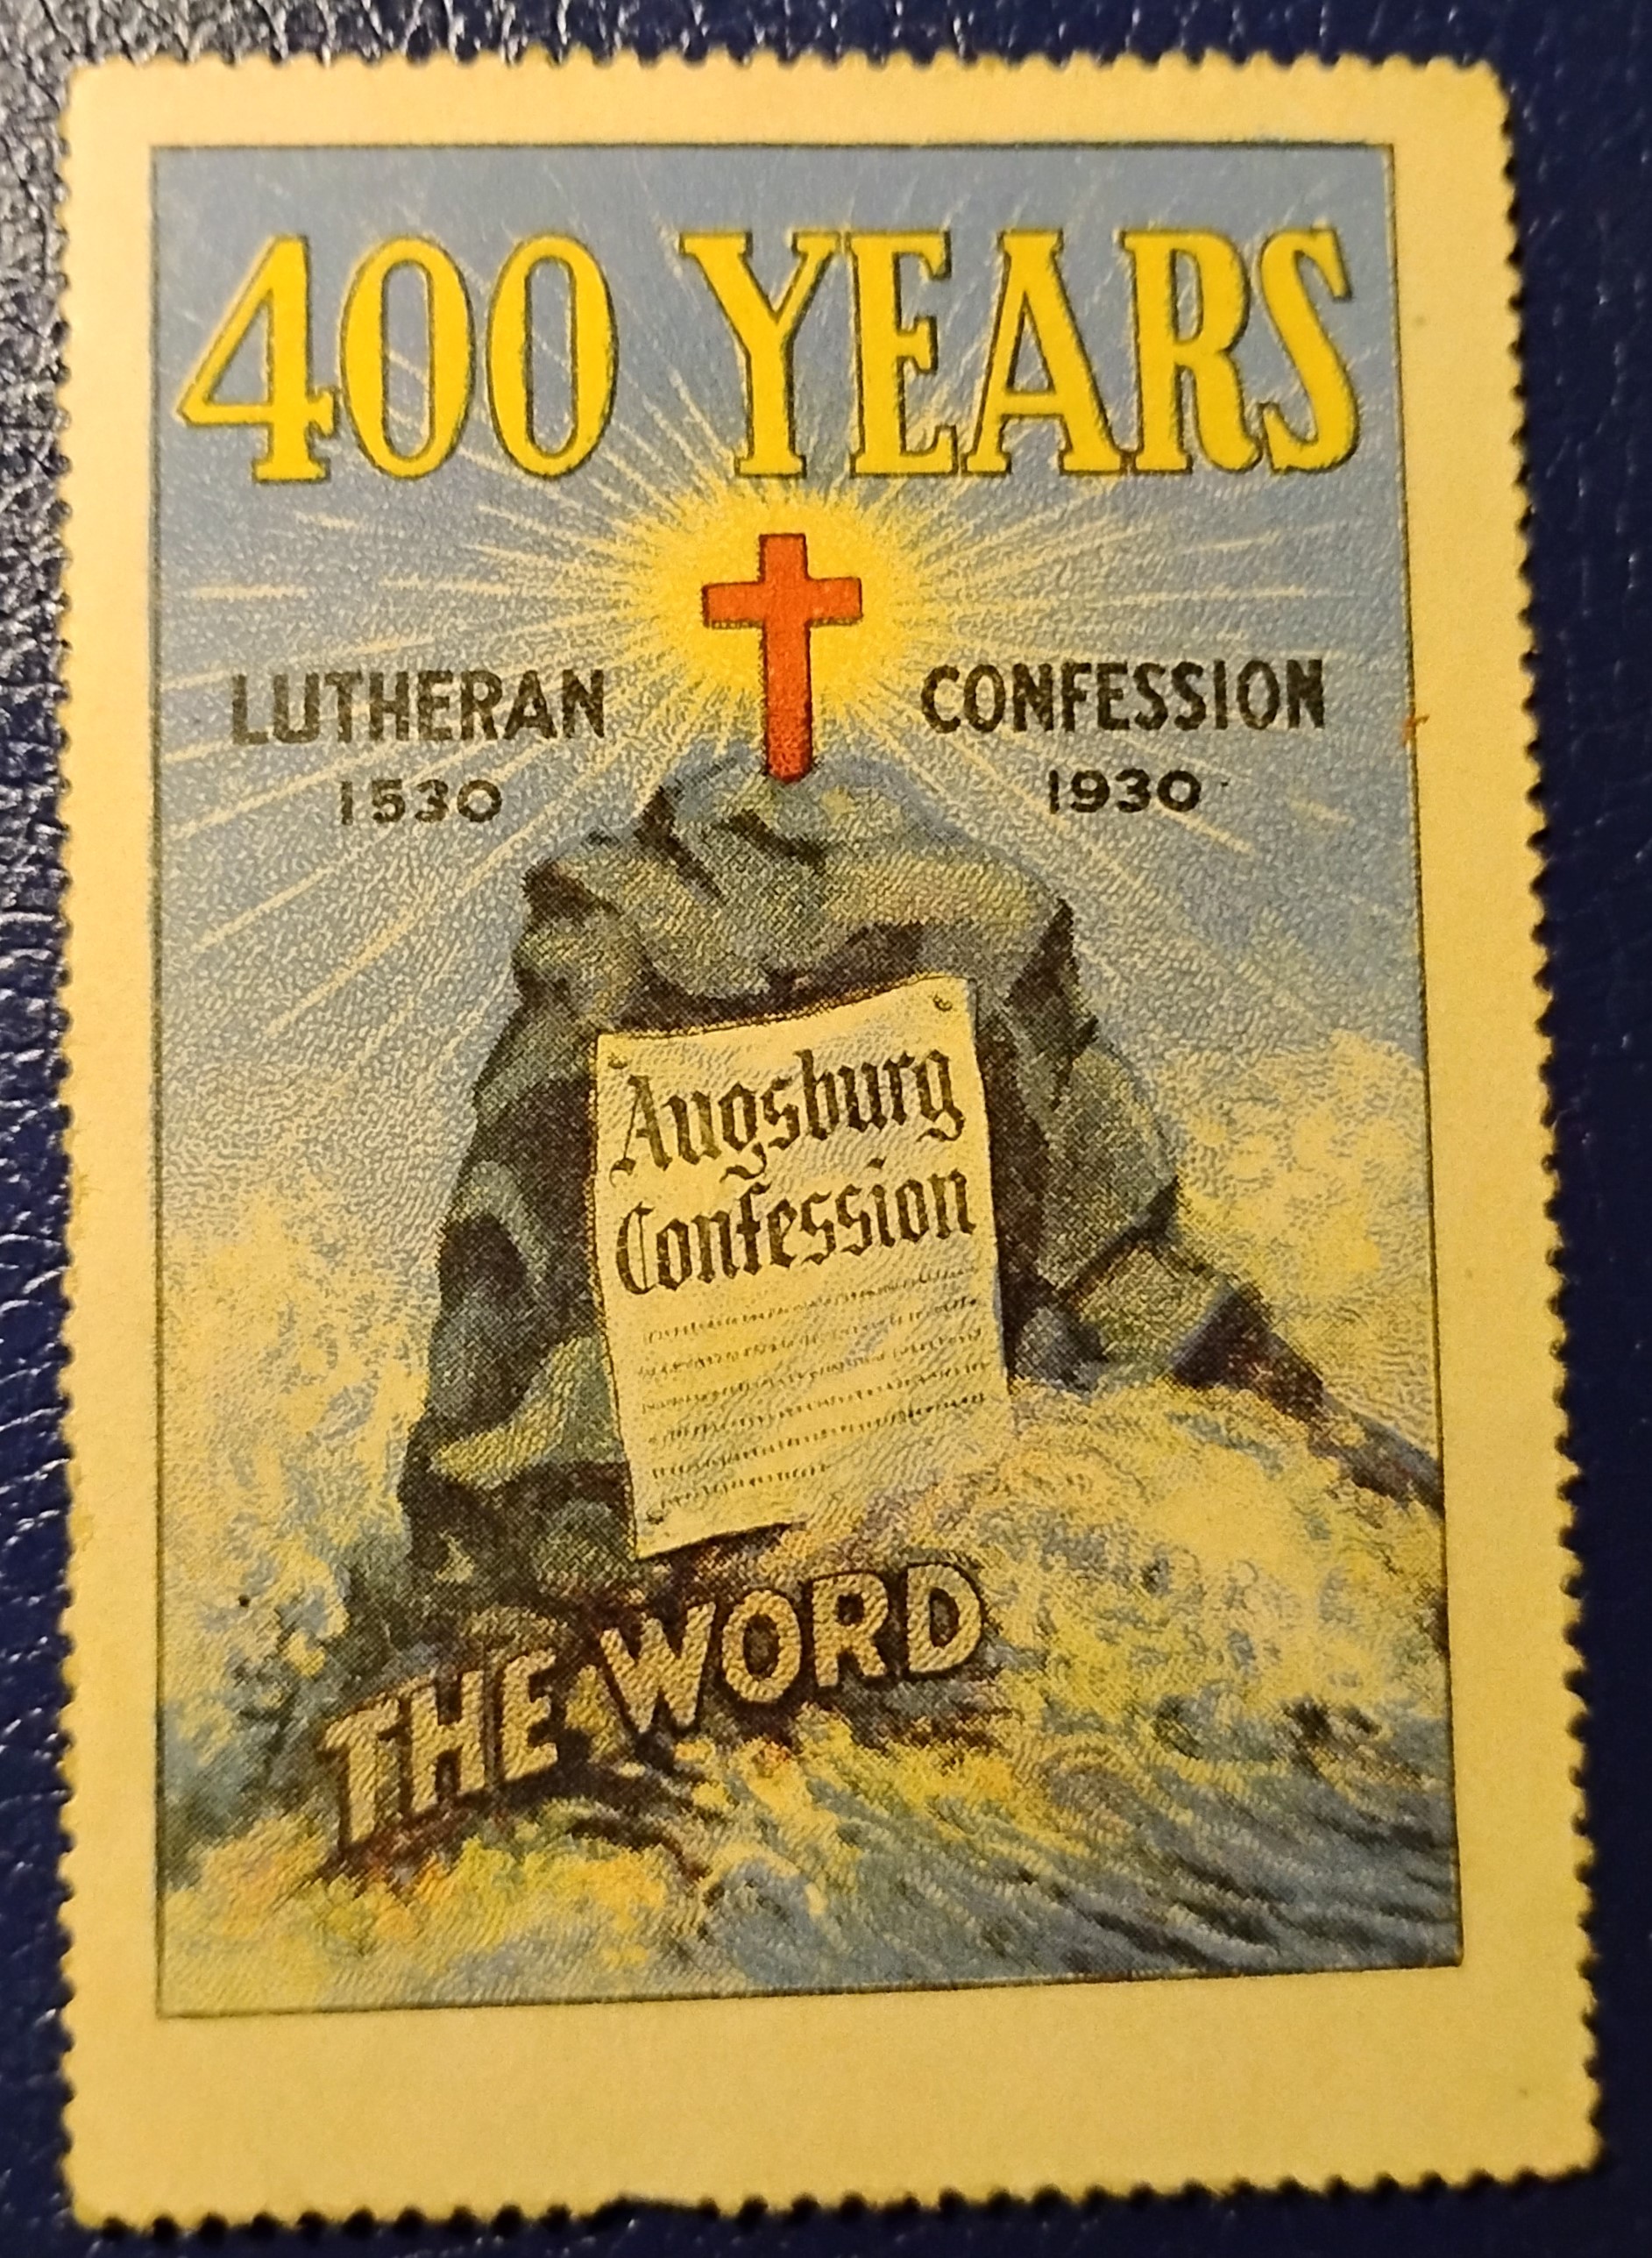 400 YEARS
LUTHERAN CONFESSION
1530 1930
Augsburg
Confession
THE WORD